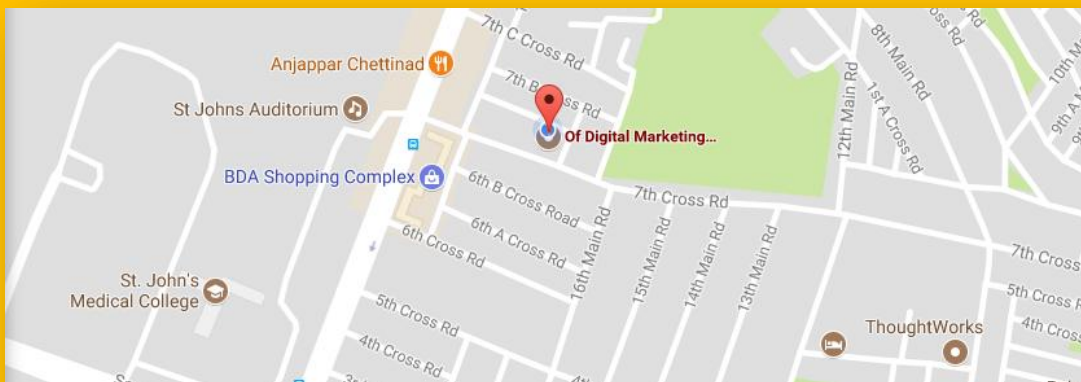 7th C Cross Rd
Anjappar Chettinad
7th B Cross Rd
St Johns Auditorium
Of Digital Marketing...
BDA Shopping Complex
6th B Cross Road
7th Cross Rd
6th A Cross Rd
6th Cross Rd
16th Main Rd
15th Main Rd
14th Main Rd
13th Main Rd
12th Main Rd
8th Main Rd
1st A Cross Rd
10th Main
9th A M
7th Cross
St. John's
Medical College
5th Cross Rd
4th Cross Rd
5th Cross R
4th Cross
ThoughtWorks